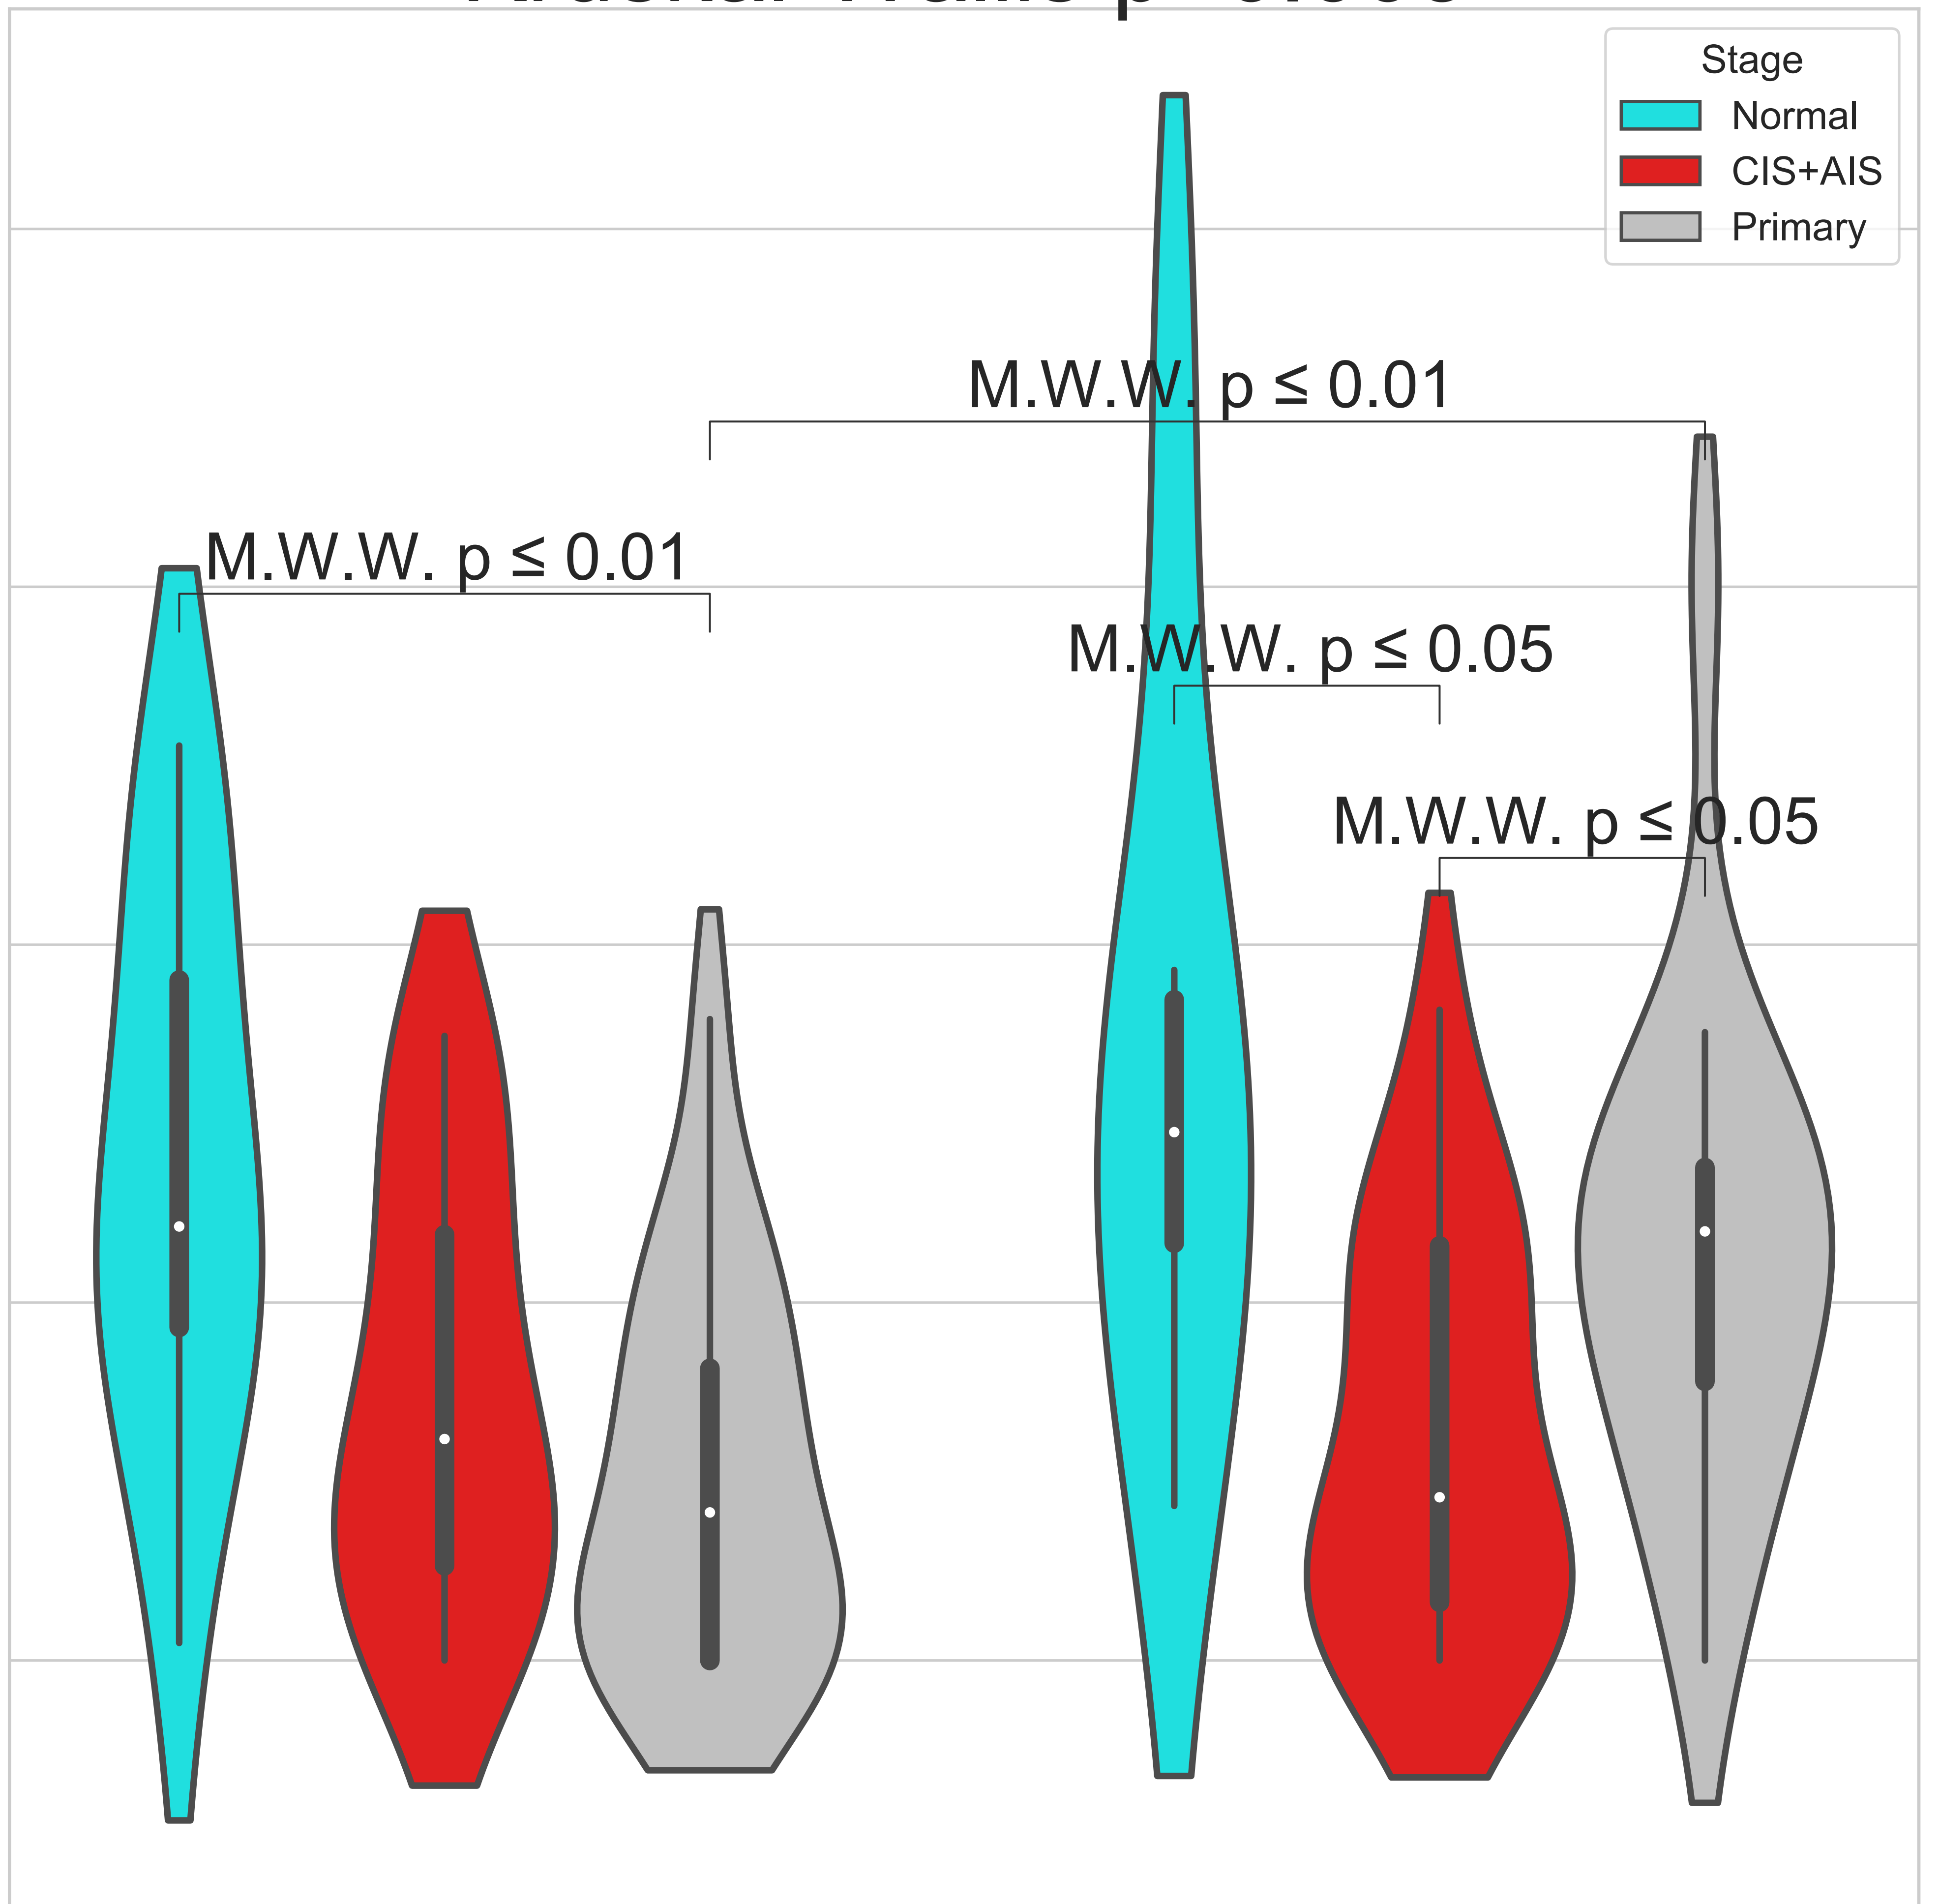 Stage
Normal
CIS+AIS
Primary
M.W.W. p ≤ 0.01
M.W.W. p ≤ 0.01
M.W.W. p ≤ 0.05
M.W.W. p ≤ 0.05